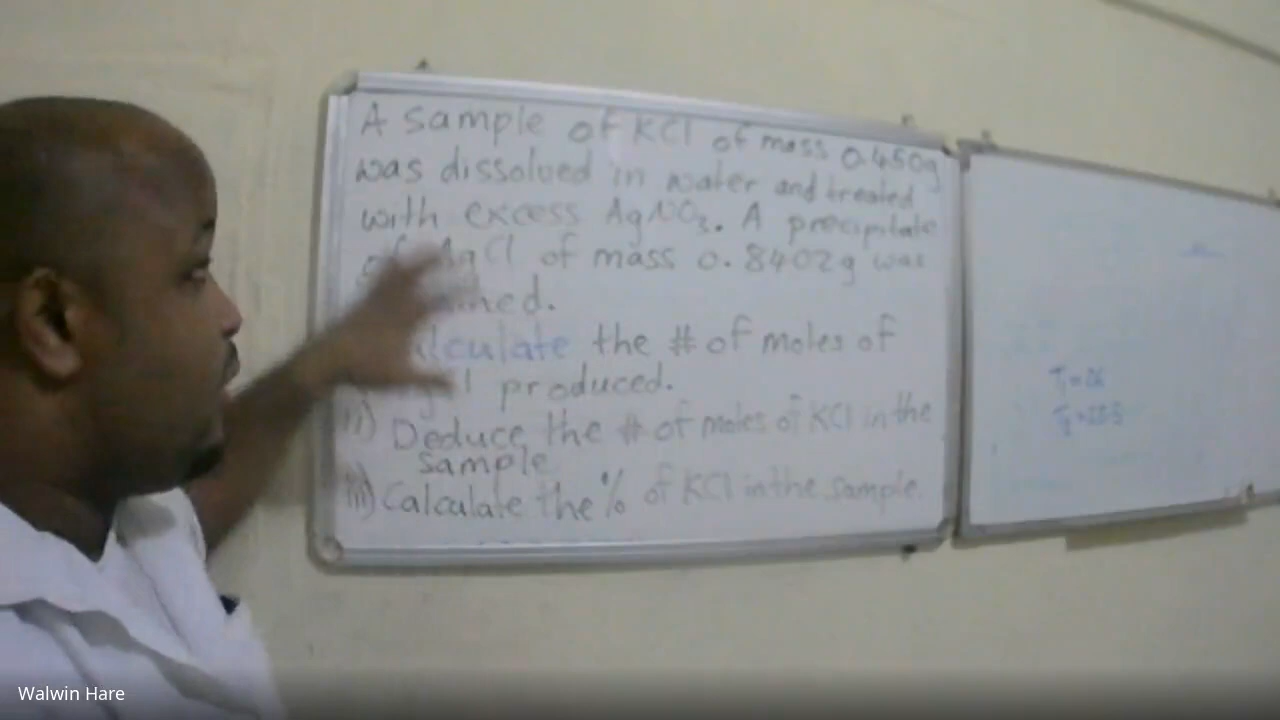 A sample of KCl of mass 0.450g
was dissolved in water and treated
with excess AgNO3. A precipitate
of AgCl of mass 0.8402g was
the # of moles of
produced.
ii) Deduce the # of moles of KCl in the
sample
iii) Calculate the % of KCl in the sample.
Walwin Hare